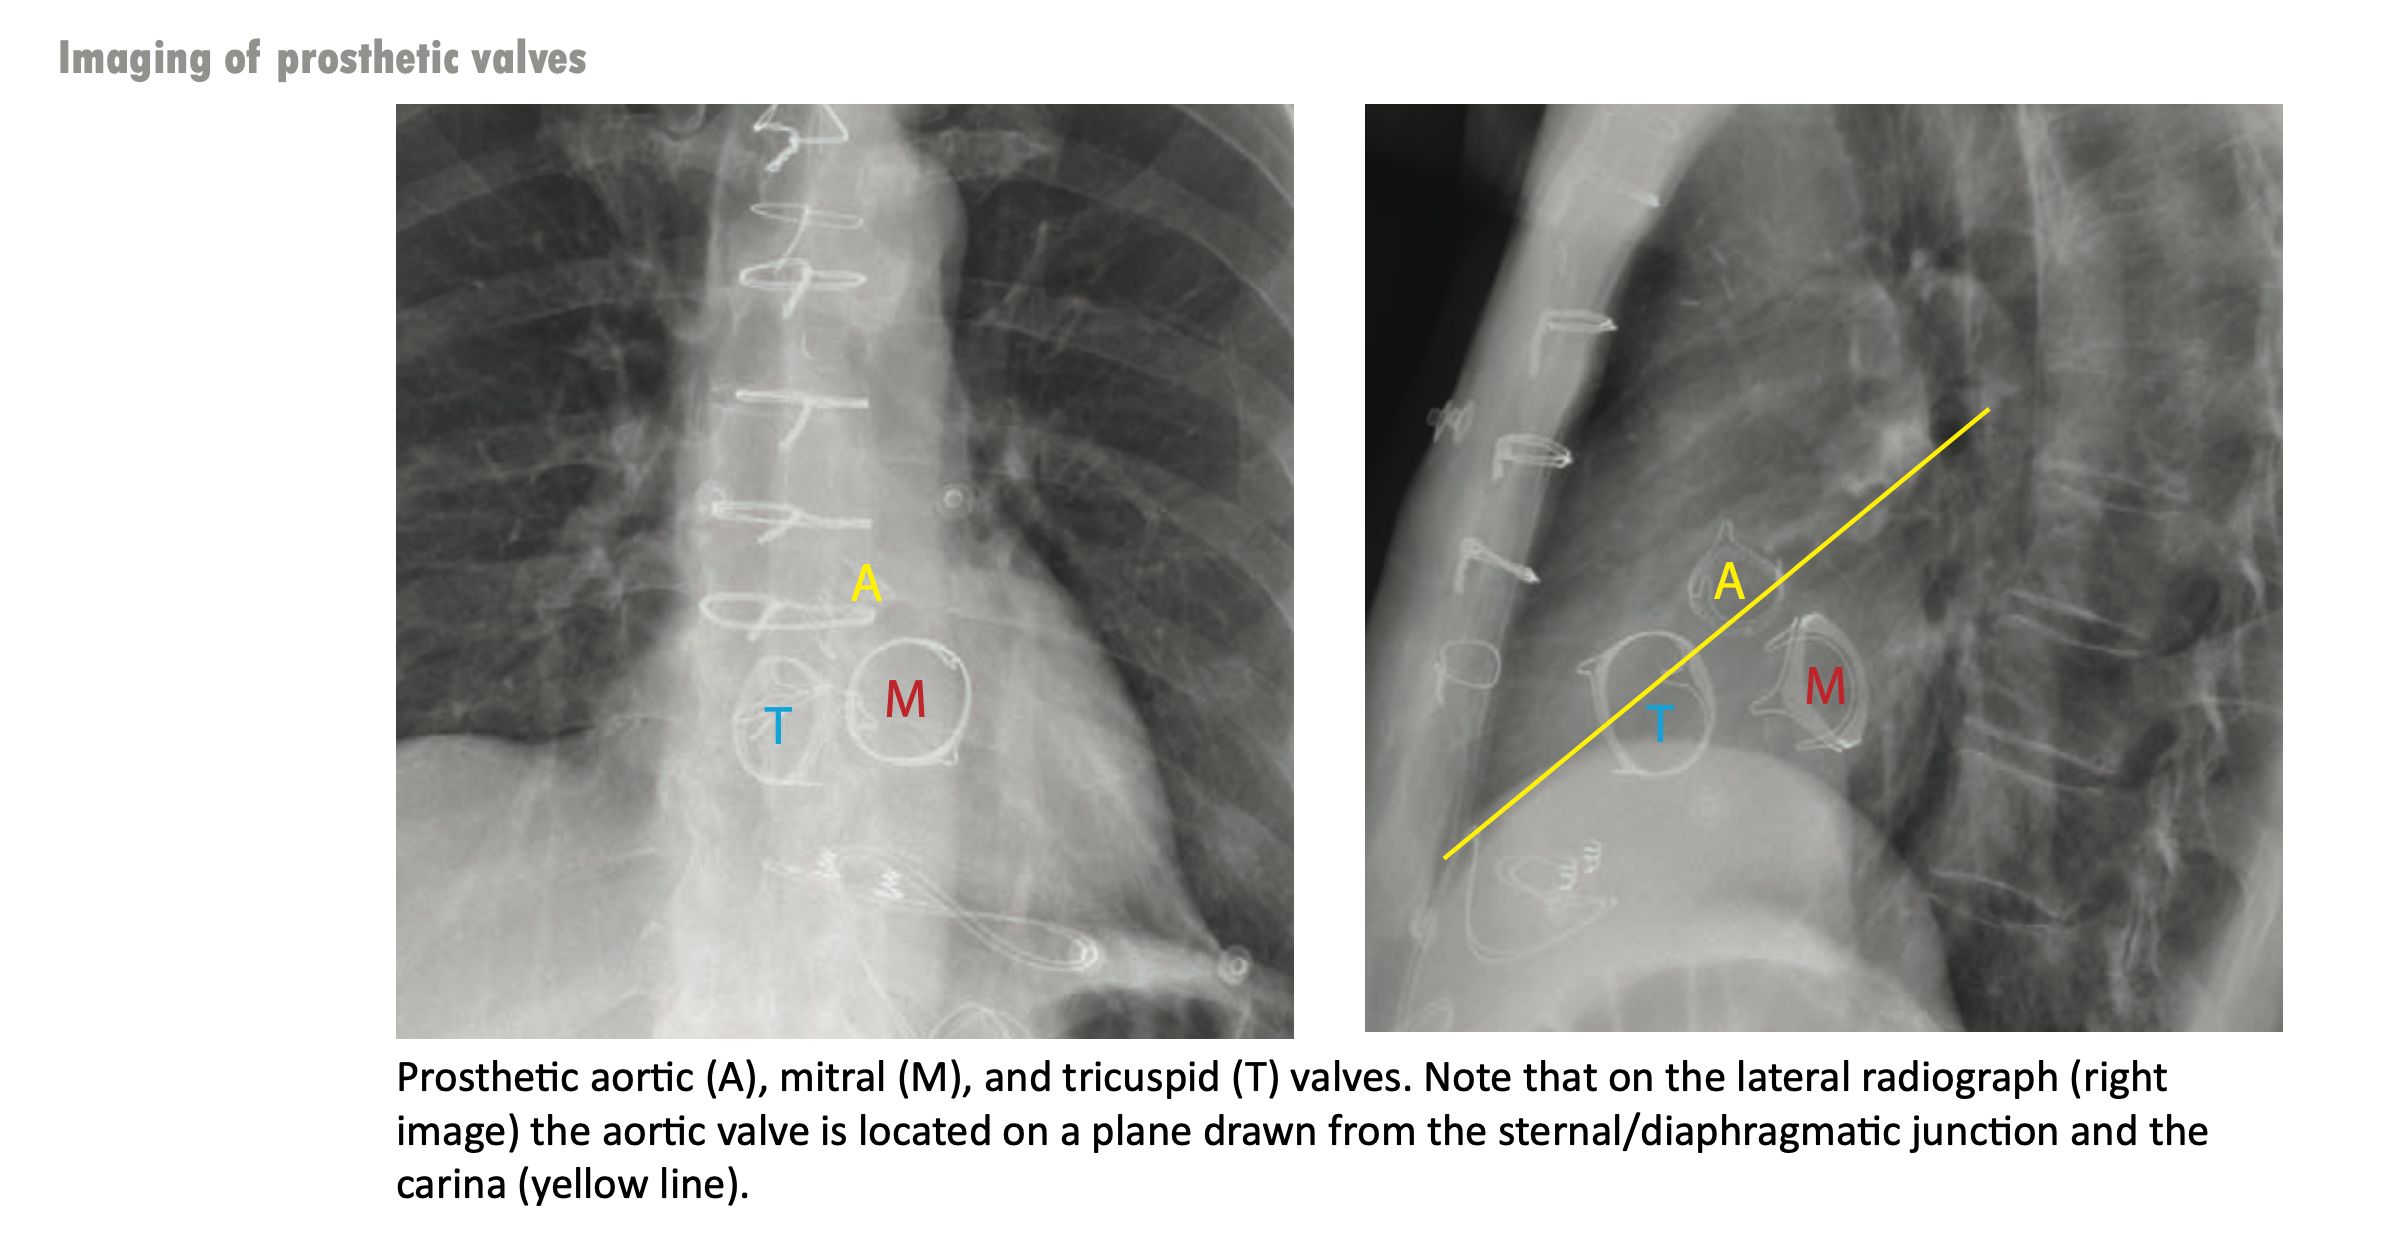 Imaging of prosthetic valves
A
M
T
A
M
T
Prosthetic aortic (A), mitral (M), and tricuspid (T) valves. Note that on the lateral radiograph (right
image) the aortic valve is located on a plane drawn from the sternal/diaphragmatic junction and the
carina (yellow line).